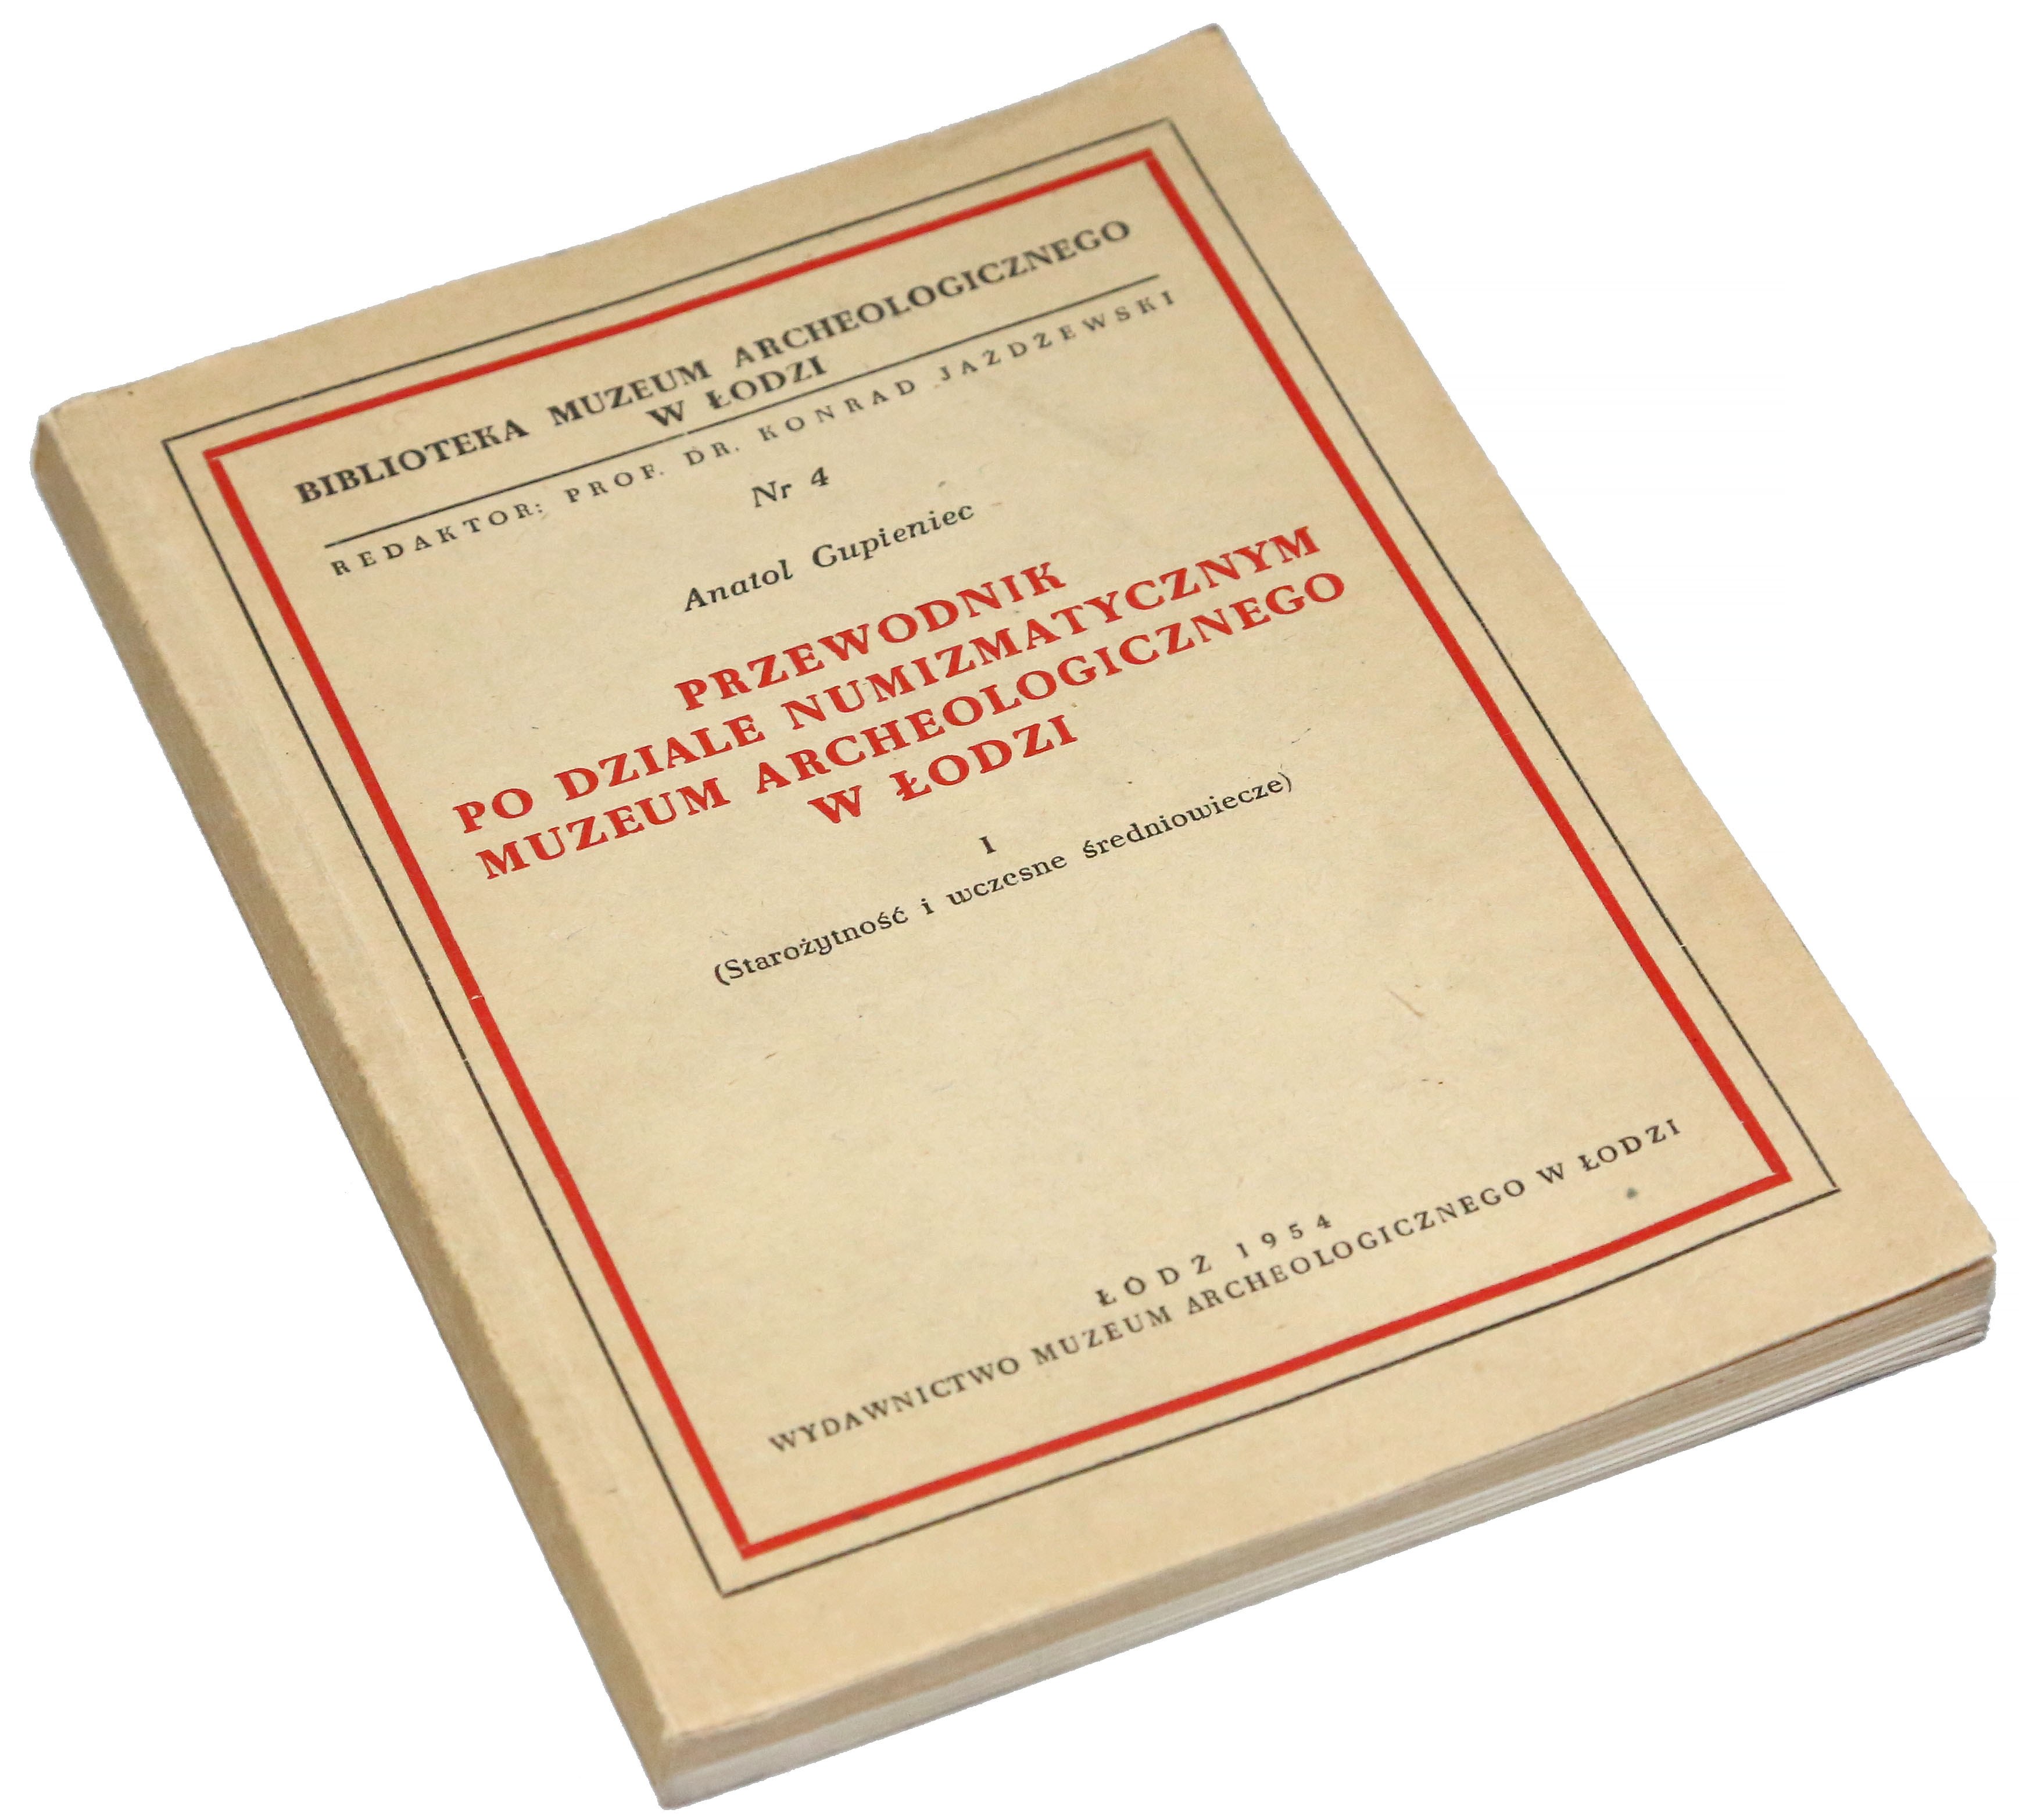 BIBLIOTEKA MUZEUM ARCHEOLOGICZNEGO
W ŁODZI
REDAKTOR: PROF. DR. KONRAD JAŻDŻEWSKI
Nr 4
Anatol Gupieniec
PRZEWODNIK
PO DZIALE NUMIZMATYCZNYM
MUZEUM ARCHEOLOGICZNEGO
W ŁODZI
I
(Starożytność i wczesne średniowiecze)
ŁÓDŹ 1954
WYDAWNICTWO MUZEUM ARCHEOLOGICZNEGO W ŁODZI